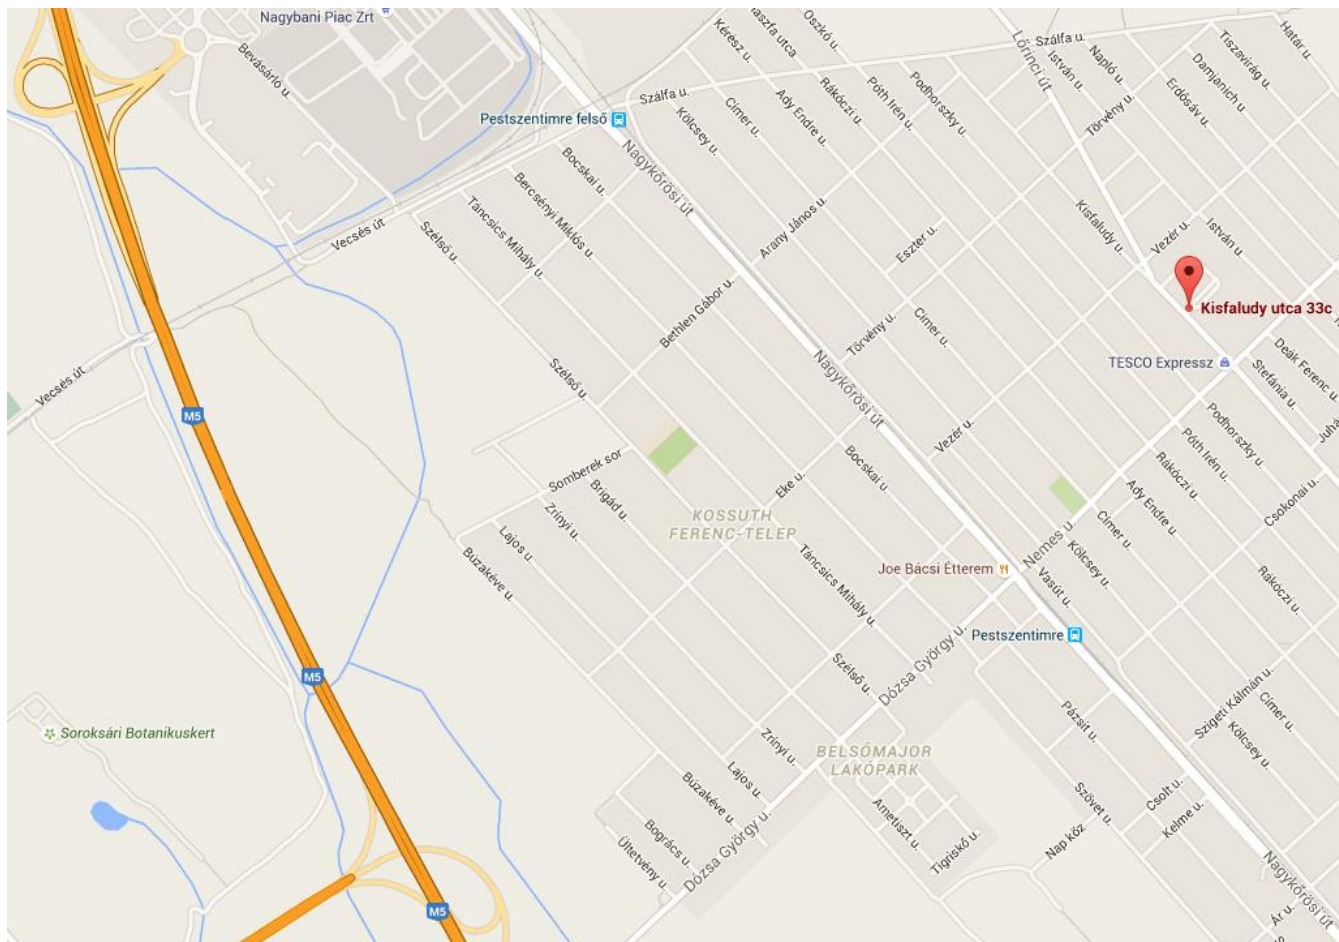 Nagybani Piac Zrt
Bevásárló u.
Kérész u.
Oszkó u.
Szálfa u.
Lőrinci út
István u.
Napló u.
Határ u.
Tiszavirág u.
Damjanich u.
Erdősáv u.
Törvény u.
Szálfa u.
Pestszentimre felső
Kölcsey u.
Címer u.
Ady Endre u.
Rákóczi u.
Póth Irén u.
Podhorszky u.
Nagykőrösi út
Bocskai u.
Bercsényi Miklós u.
Táncsics Mihály u.
Szélső u.
Vecsés út
Arany János u.
Eszter u.
Kisfaludy u.
Vezér u.
István u.
Kisfaludy utca 33c
Bethlen Gábor u.
Törvény u.
Címer u.
TESCO Expressz
Deak Ferenc u.
Stefánia u.
Szélső u.
Nagykőrösi út
Vecsés út
M5
Vezér u.
Podhorszky u.
Póth Irén u.
Rákóczi u.
Ady Endre u.
Címer u.
Csokonai u.
Somberek sor
Bocskai u.
Eke u.
Brigád u.
Zrínyi u.
Lajos u.
Búzakéve u.
KOSSUTH
FERENC-TELEP
Nemes u.
Kölcsey u.
Vasút u.
Joe Bácsi Étterem
Táncsics Mihály u.
Rákóczi u.
Pestszentimre
Dózsa György u.
Szélső u.
M5
Soroksári Botanikuskert
Szigeti Kálmán u.
Címer u.
Kölcsey u.
Pázsit u.
Zrínyi u.
BELSŐMAJOR
LAKÓPARK
Lajos u.
Búzakéve u.
Bogrács u.
Ültetvény u.
Dózsa György u.
Ametiszt u.
Tigriskő u.
Nap köz
Szövet u.
Csolt u.
Kelme u.
Nagykőrösi út
Ár u.
M5